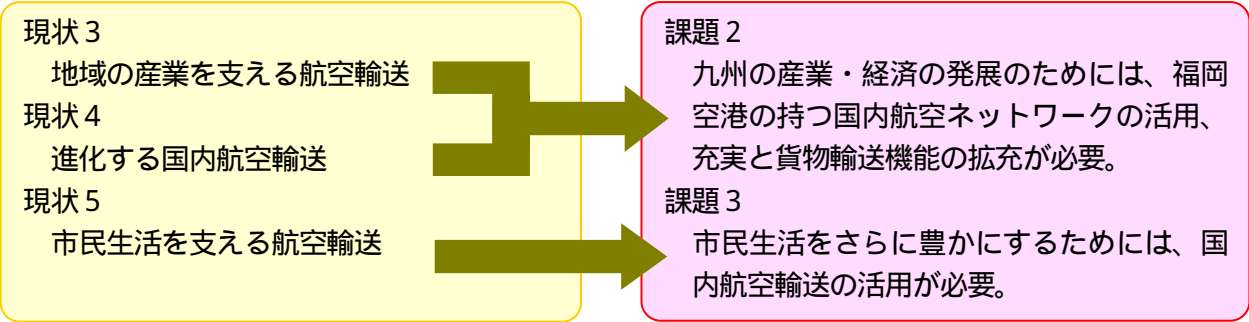 現状３
地域の産業を支える航空輸送
現状４
進化する国内航空輸送
現状５
市民生活を支える航空輸送
課題２
九州の産業・経済の発展のためには、福岡
空港の持つ国内航空ネットワークの活用、
充実と貨物輸送機能の拡充が必要。
課題３
市民生活をさらに豊かにするためには、国
内航空輸送の活用が必要。